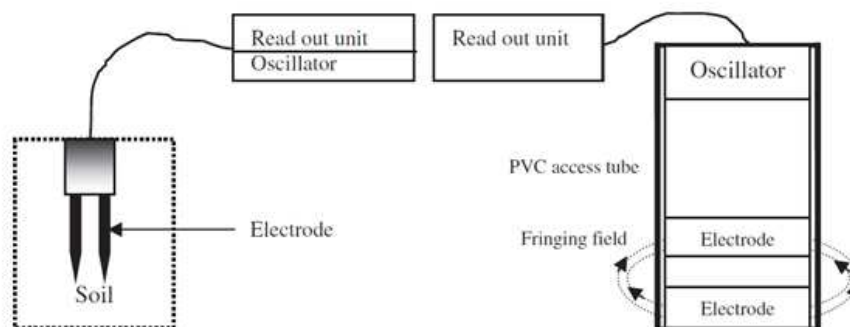 Read out unit
Oscillator
Read out unit
Oscillator
PVC access tube
Electrode
Fringing field
Electrode
Soil
Electrode